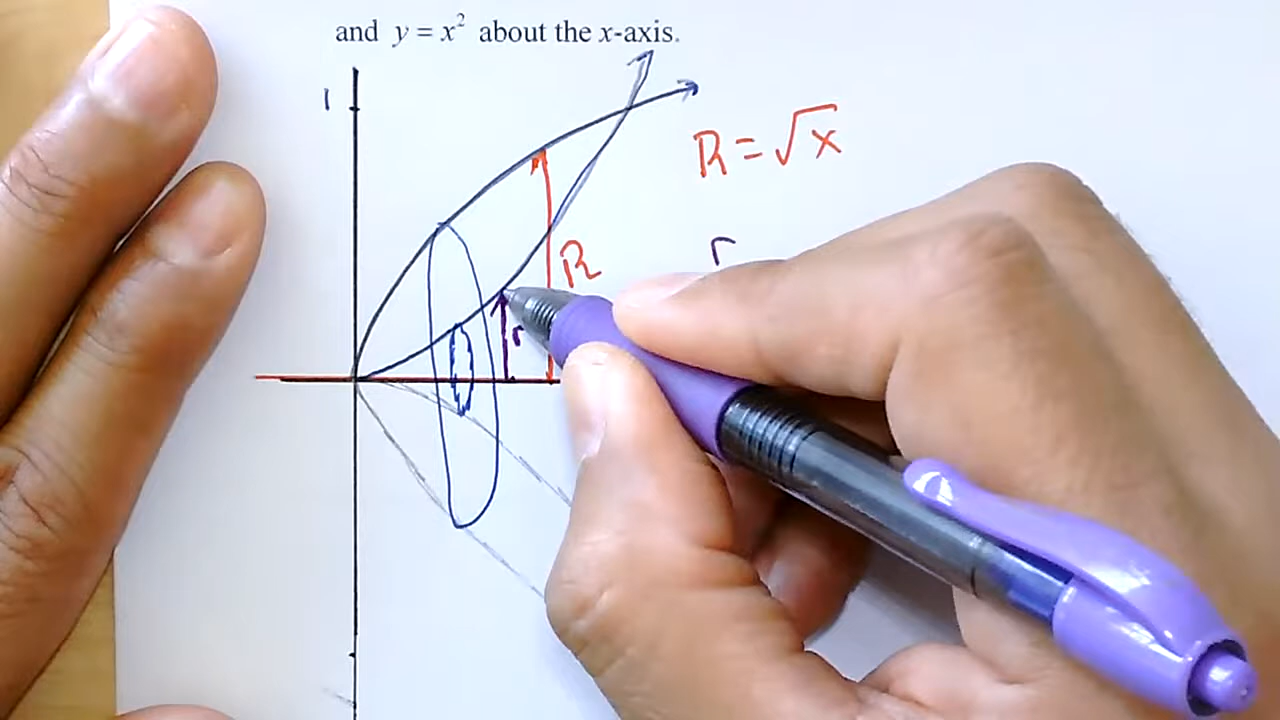 and y = x² about the x-axis.
1
R = √x
r
R
r